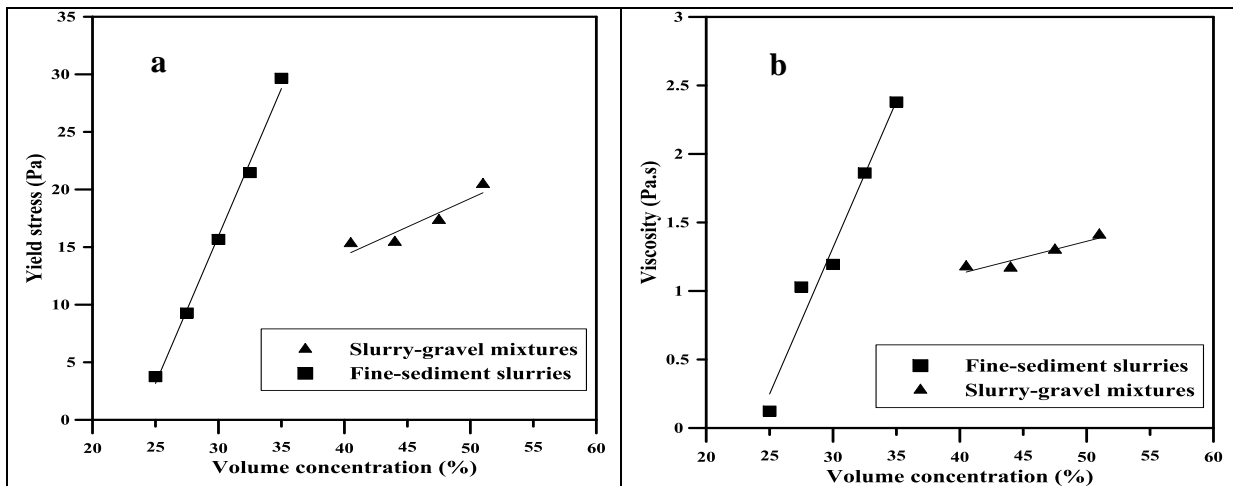 a
35
30
25
20
15
10
5
0
Yield stress (Pa)
Slurry-gravel mixtures
Fine-sediment slurries
20 25 30 35 40 45 50 55 60
Volume concentration (%)
b
3
2.5
2
1.5
1
0.5
0
Viscosity (Pa.s)
Fine-sediment slurries
Slurry-gravel mixtures
20 25 30 35 40 45 50 55 60
Volume concentration (%)